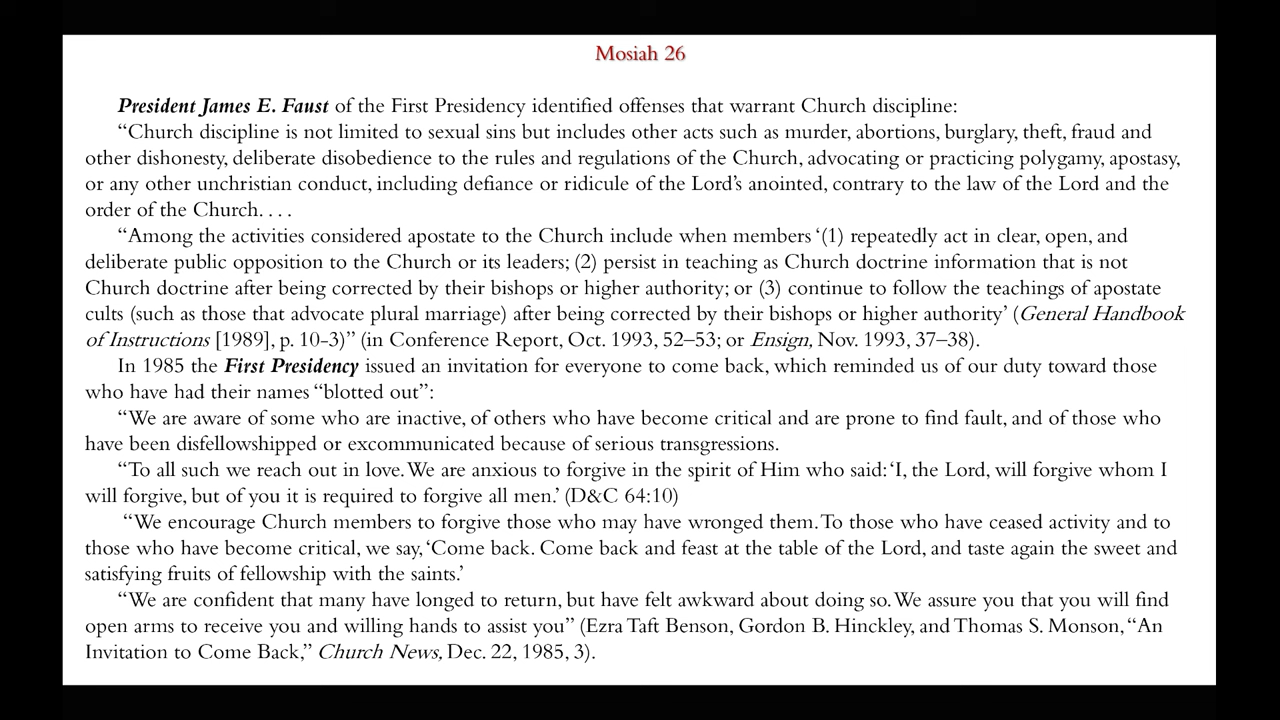 Mosiah 26
President James E. Faust of the First Presidency identified offenses that warrant Church discipline:
“Church discipline is not limited to sexual sins but includes other acts such as murder, abortions, burglary, theft, fraud and
other dishonesty, deliberate disobedience to the rules and regulations of the Church, advocating or practicing polygamy, apostasy,
or any other unchristian conduct, including defiance or ridicule of the Lord’s anointed, contrary to the law of the Lord and the
order of the Church. . . .
“Among the activities considered apostate to the Church include when members ‘(1) repeatedly act in clear, open, and
deliberate public opposition to the Church or its leaders; (2) persist in teaching as Church doctrine information that is not
Church doctrine after being corrected by their bishops or higher authority; or (3) continue to follow the teachings of apostate
cults (such as those that advocate plural marriage) after being corrected by their bishops or higher authority’ (General Handbook
of Instructions [1989], p. 10-3)” (in Conference Report, Oct. 1993, 52–53; or Ensign, Nov. 1993, 37–38).
In 1985 the First Presidency issued an invitation for everyone to come back, which reminded us of our duty toward those
who have had their names “blotted out”:
“We are aware of some who are inactive, of others who have become critical and are prone to find fault, and of those who
have been disfellowshipped or excommunicated because of serious transgressions.
“To all such we reach out in love. We are anxious to forgive in the spirit of Him who said: ‘I, the Lord, will forgive whom I
will forgive, but of you it is required to forgive all men.’ (D&C 64:10)
“We encourage Church members to forgive those who may have wronged them. To those who have ceased activity and to
those who have become critical, we say, ‘Come back. Come back and feast at the table of the Lord, and taste again the sweet and
satisfying fruits of fellowship with the saints.’
“We are confident that many have longed to return, but have felt awkward about doing so. We assure you that you will find
open arms to receive you and willing hands to assist you” (Ezra Taft Benson, Gordon B. Hinckley, and Thomas S. Monson, “An
Invitation to Come Back,” Church News, Dec. 22, 1985, 3).